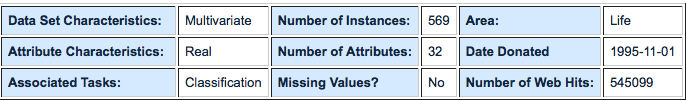 Data Set Characteristics: Multivariate Number of Instances: 569 Area: Life
Attribute Characteristics: Real Number of Attributes: 32 Date Donated 1995-11-01
Associated Tasks: Classification Missing Values? No Number of Web Hits: 545099